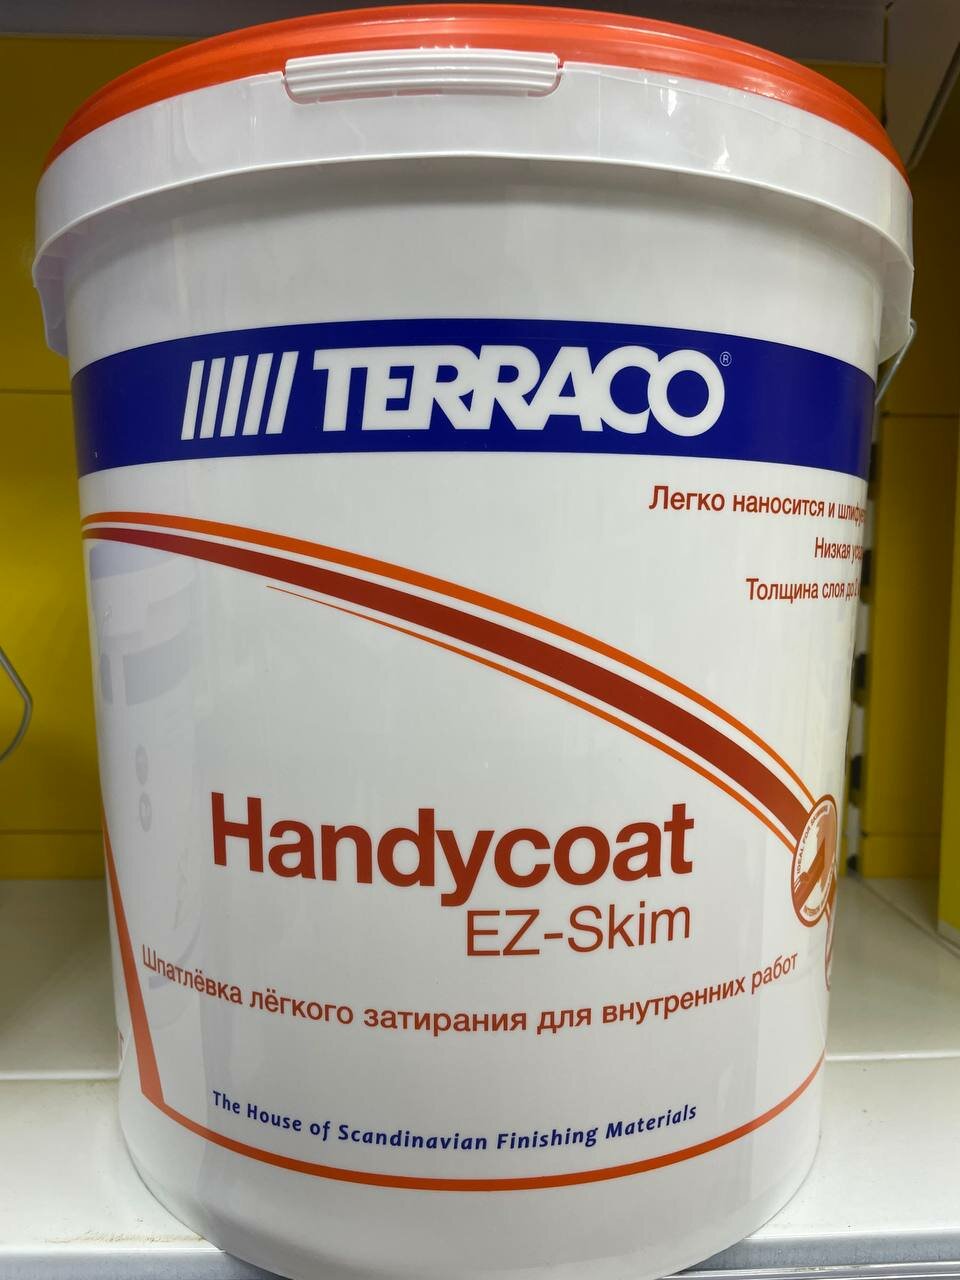 TERRACO®
Легко наносится и
Низкая
Толщина слоя до 2
Handycoat
EZ-Skim
Шпатлёвка лёгкого затирания для внутренних работ
The House of Scandinavian Finishing Materials